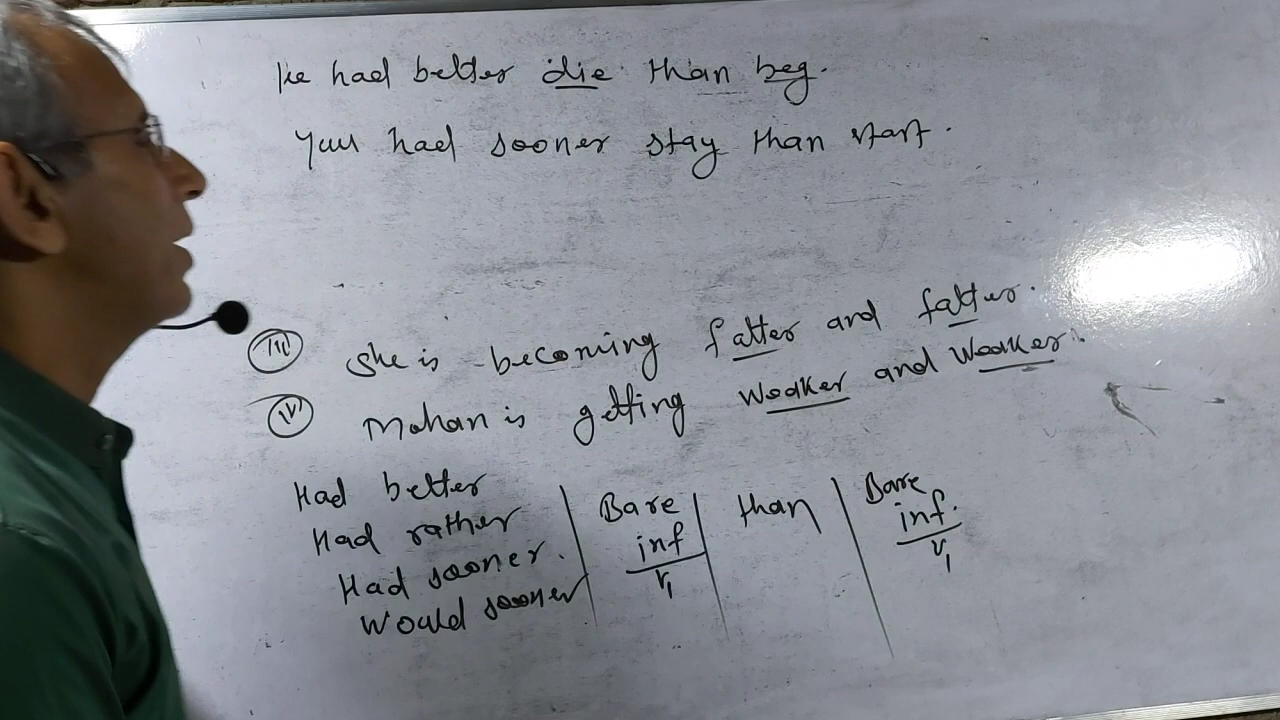 He had better die than beg.
You had sooner stay than start.
(III) She is becoming fatter and fatter.
(IV) Mohan is getting weaker and weaker.
Had better | Bare inf / V1 | than | Bare inf. / V1
Had rather
Had sooner.
Would sooner